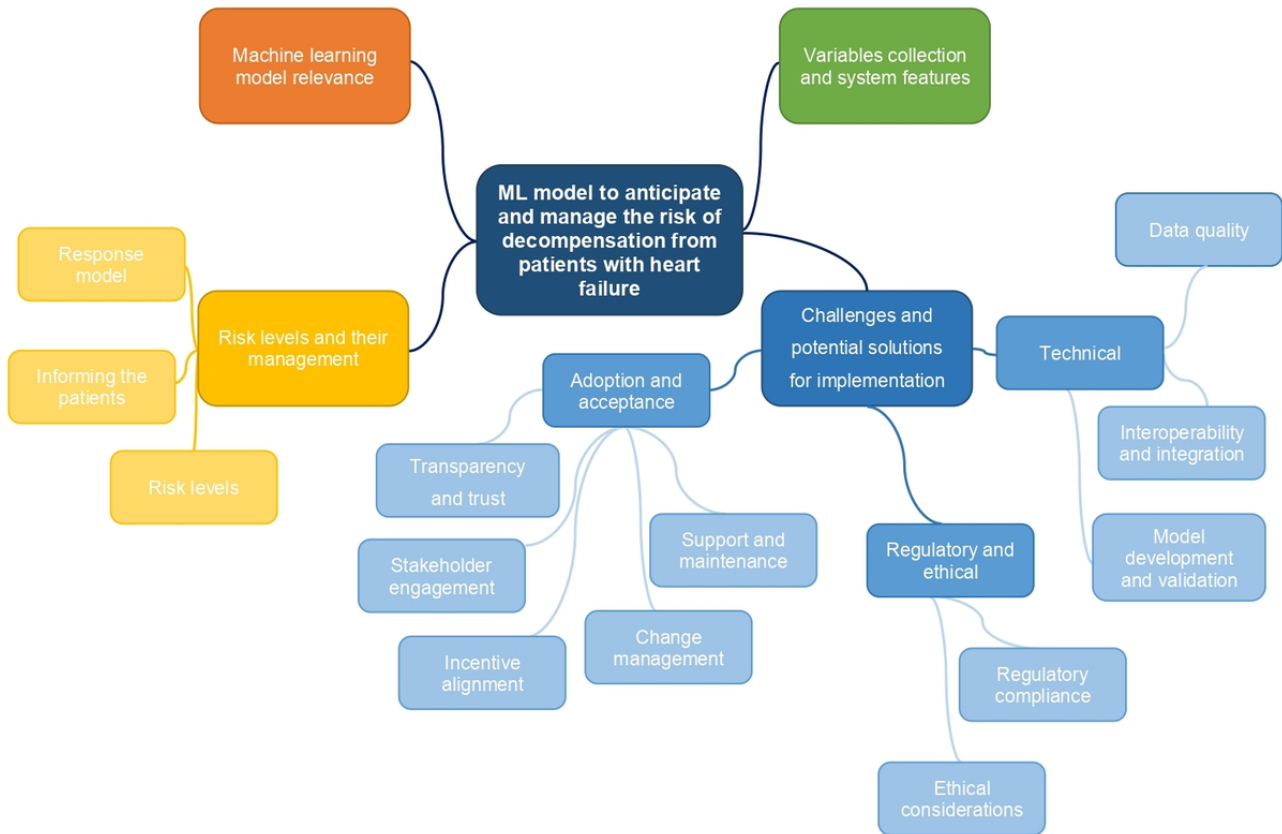 Machine learning
model relevance
Variables collection
and system features
ML model to anticipate
and manage the risk of
decompensation from
patients with heart
failure
Response
model
Informing the
patients
Risk levels
Risk levels and their
management
Challenges and
potential solutions
for implementation
Adoption and
acceptance
Transparency
and trust
Stakeholder
engagement
Incentive
alignment
Change
management
Support and
maintenance
Regulatory and
ethical
Regulatory
compliance
Ethical
considerations
Technical
Data quality
Interoperability
and integration
Model
development
and validation